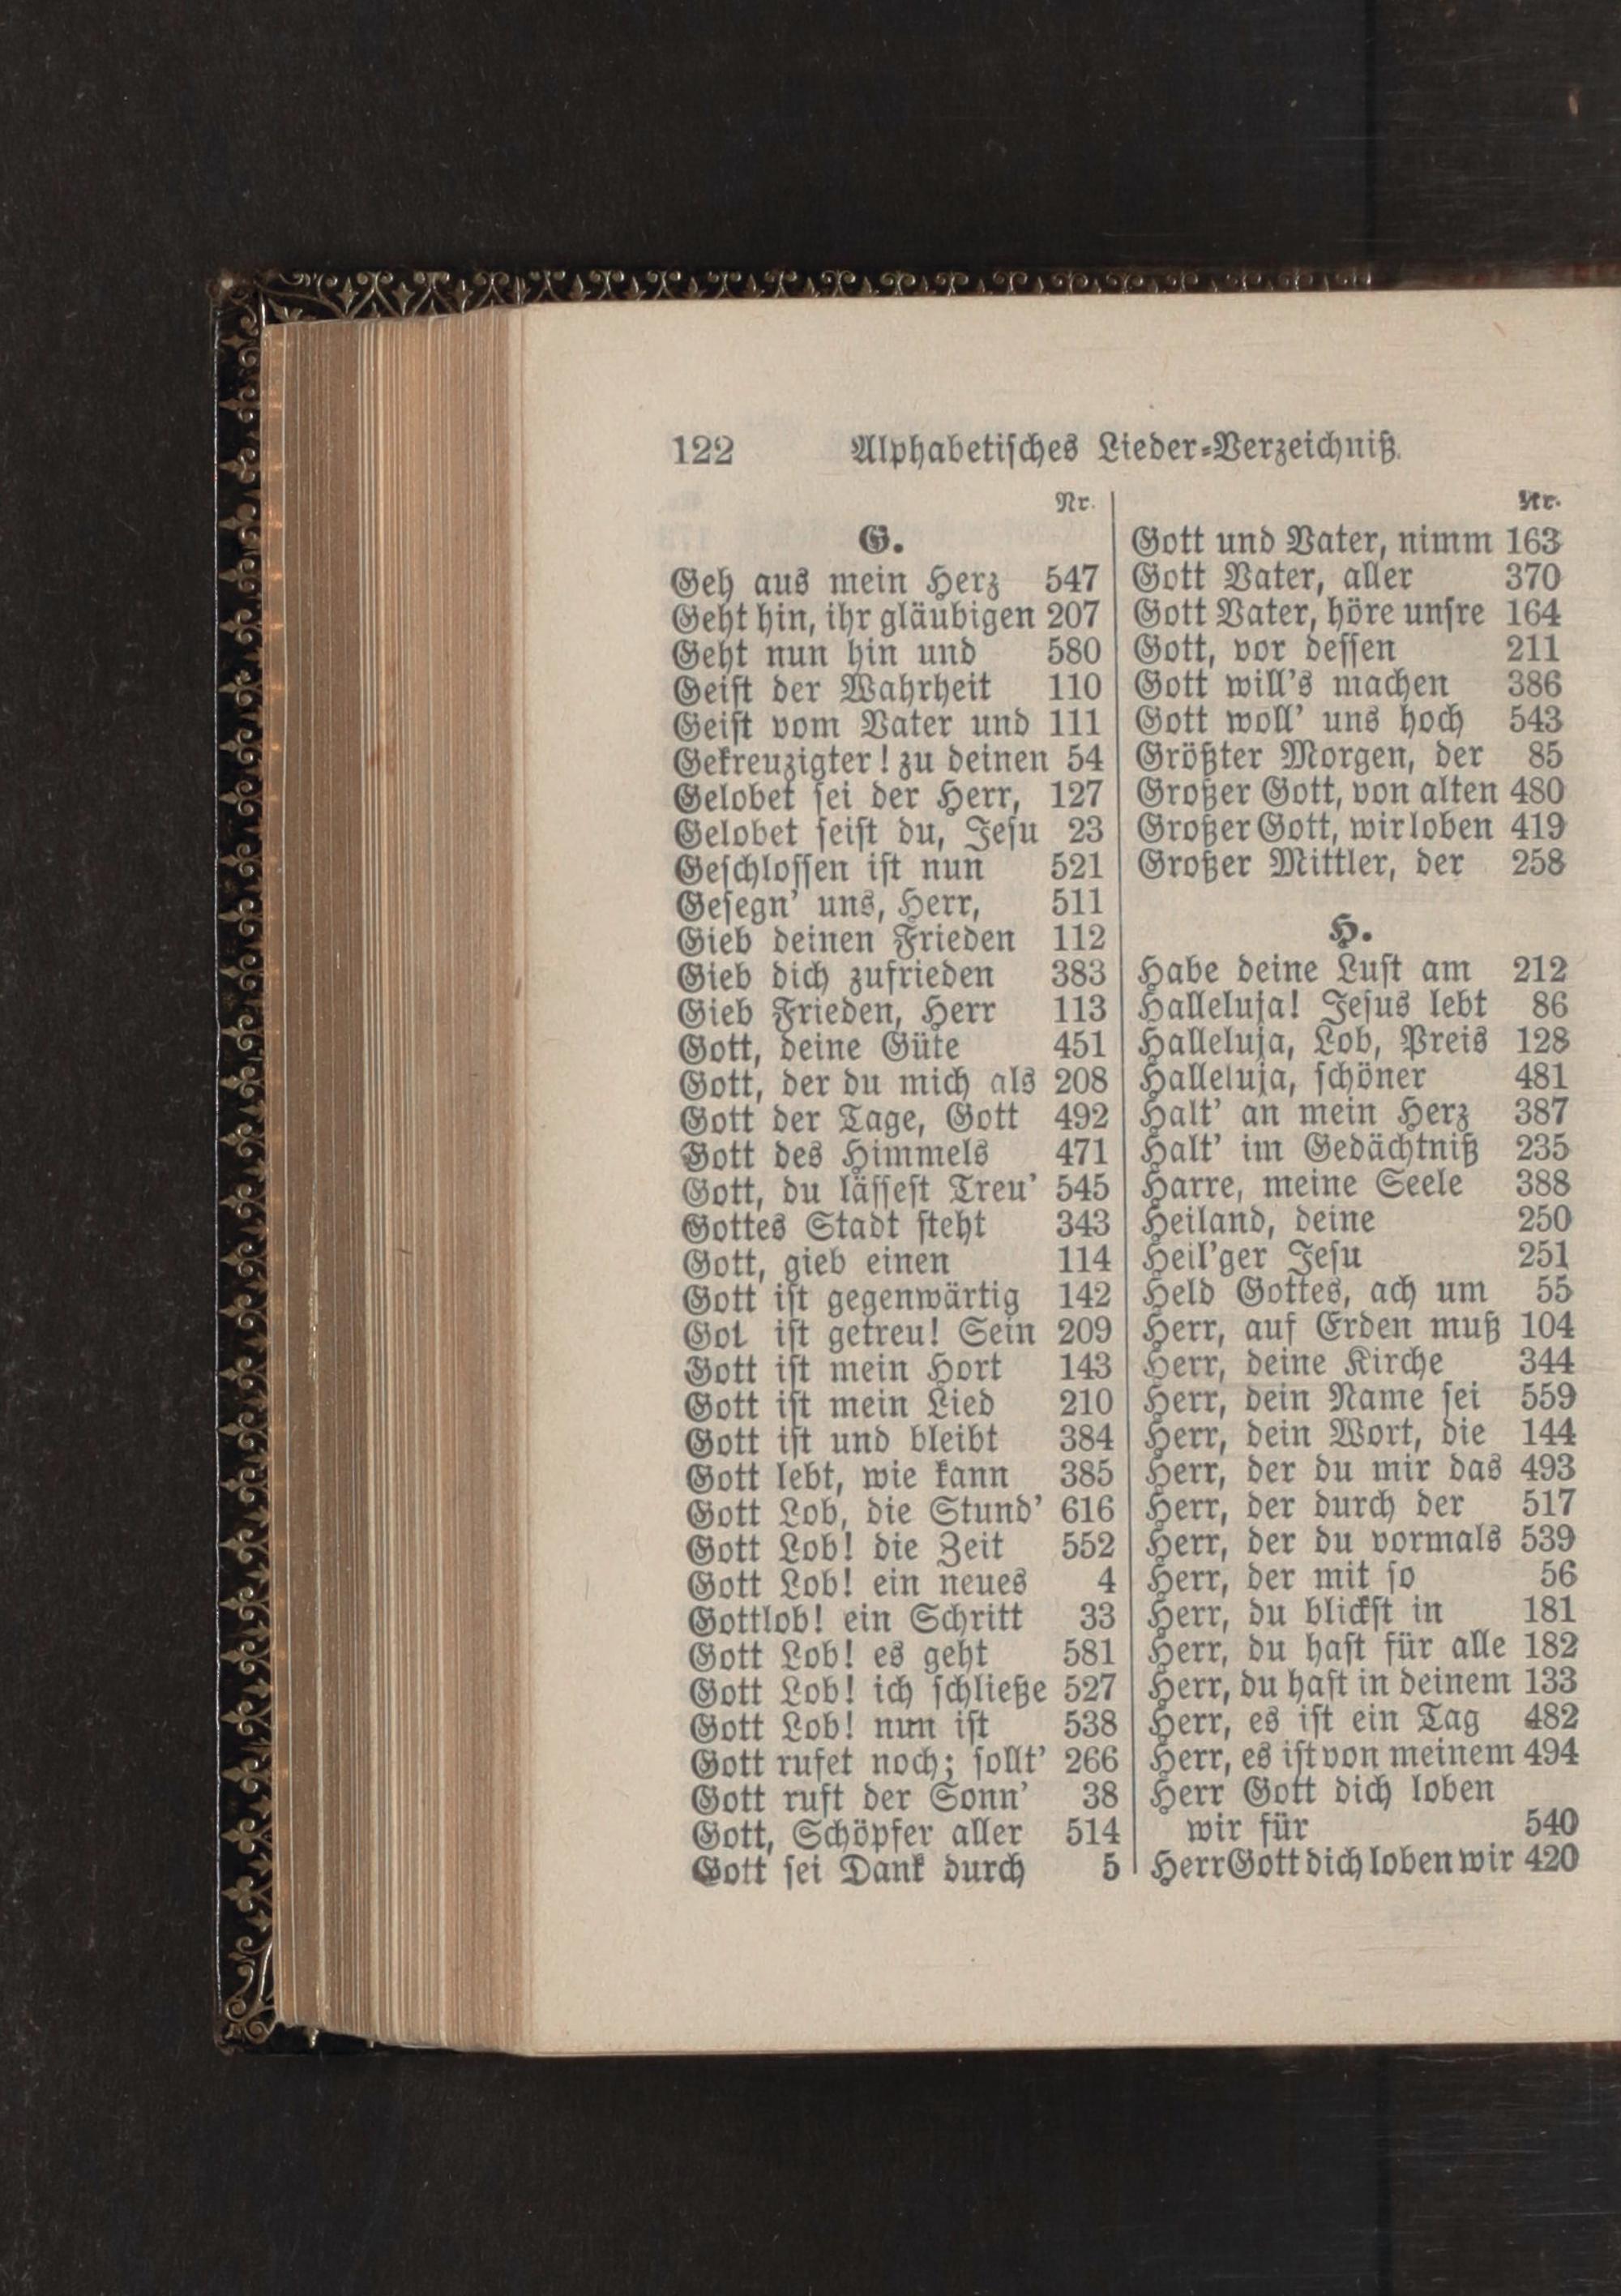 122 Alphabetisches Lieder-Verzeichniß.
Nr.
G.
Geh aus mein Herz 547
Geht hin, ihr gläubigen 207
Geht nun hin und 580
Geist der Wahrheit 110
Geist vom Vater und 111
Gekreuzigter! zu deinen 54
Gelobet sei der Herr, 127
Gelobet seist du, Jesu 23
Geschlossen ist nun 521
Gesegn' uns, Herr, 511
Gieb deinen Frieden 112
Gieb dich zufrieden 383
Gieb Frieden, Herr 113
Gott, deine Güte 451
Gott, der du mich als 208
Gott der Tage, Gott 492
Gott des Himmels 471
Gott, du lässest Treu' 545
Gottes Stadt steht 343
Gott, gieb einen 114
Gott ist gegenwärtig 142
Got ist getreu! Sein 209
Gott ist mein Hort 143
Gott ist mein Lied 210
Gott ist und bleibt 384
Gott lebt, wie kann 385
Gott Lob, die Stund' 616
Gott Lob! die Zeit 552
Gott Lob! ein neues 4
Gottlob! ein Schritt 33
Gott Lob! es geht 581
Gott Lob! ich schließe 527
Gott Lob! nun ist 538
Gott rufet noch; sollt' 266
Gott ruft der Sonn' 38
Gott, Schöpfer aller 514
Gott sei Dank durch 5
Nr.
Gott und Vater, nimm 163
Gott Vater, aller 370
Gott Vater, höre unsre 164
Gott, vor dessen 211
Gott will's machen 386
Gott woll' uns hoch 543
Größter Morgen, der 85
Großer Gott, von alten 480
Großer Gott, wir loben 419
Großer Mittler, der 258
H.
Habe deine Lust am 212
Halleluja! Jesus lebt 86
Halleluja, Lob, Preis 128
Halleluja, schöner 481
Halt' an mein Herz 387
Halt' im Gedächtniß 235
Harre, meine Seele 388
Heiland, deine 250
Heil'ger Jesu 251
Held Gottes, ach um 55
Herr, auf Erden muß 104
Herr, deine Kirche 344
Herr, dein Name sei 559
Herr, dein Wort, die 144
Herr, der du mir das 493
Herr, der durch der 517
Herr, der du vormals 539
Herr, der mit so 56
Herr, du blickst in 181
Herr, du hast für alle 182
Herr, du hast in deinem 133
Herr, es ist ein Tag 482
Herr, es ist von meinem 494
Herr Gott dich loben
wir für 540
Herr Gott dich loben wir 420